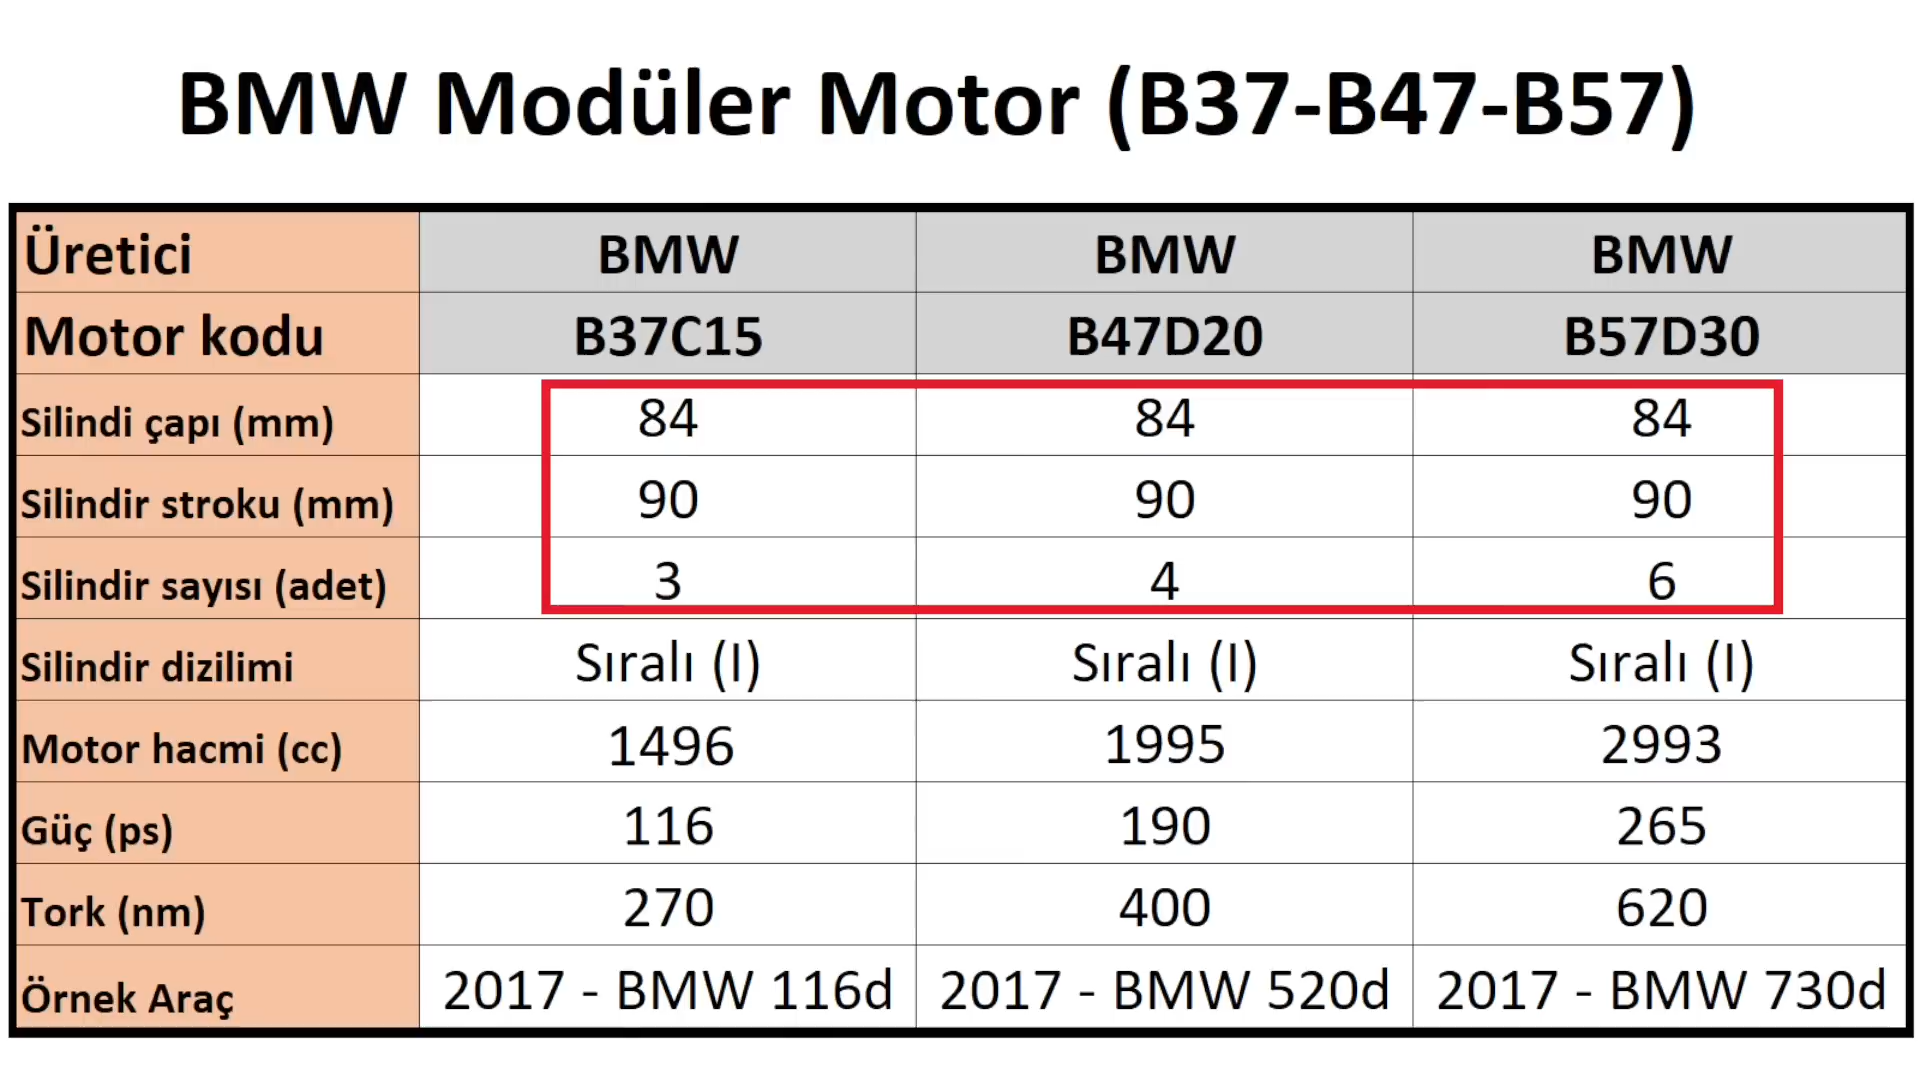 BMW Modüler Motor (B37-B47-B57)
Üretici BMW BMW BMW
Motor kodu B37C15 B47D20 B57D30
Silindi çapı (mm) 84 84 84
Silindir stroku (mm) 90 90 90
Silindir sayısı (adet) 3 4 6
Silindir dizilimi Sıralı (I) Sıralı (I) Sıralı (I)
Motor hacmi (cc) 1496 1995 2993
Güç (ps) 116 190 265
Tork (nm) 270 400 620
Örnek Araç 2017 - BMW 116d 2017 - BMW 520d 2017 - BMW 730d